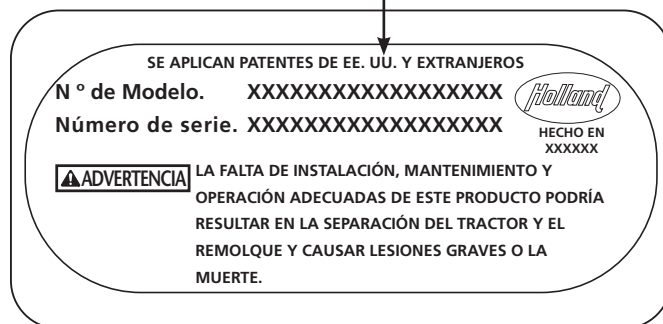 SE APLICAN PATENTES DE EE. UU. Y EXTRANJEROS
N º de Modelo. XXXXXXXXXXXXXXXXXX
Holland
Número de serie. XXXXXXXXXXXXXXXXXX
HECHO EN
XXXXXX
ADVERTENCIA LA FALTA DE INSTALACIÓN, MANTENIMIENTO Y
OPERACIÓN ADECUADAS DE ESTE PRODUCTO PODRÍA
RESULTAR EN LA SEPARACIÓN DEL TRACTOR Y EL
REMOLQUE Y CAUSAR LESIONES GRAVES O LA
MUERTE.